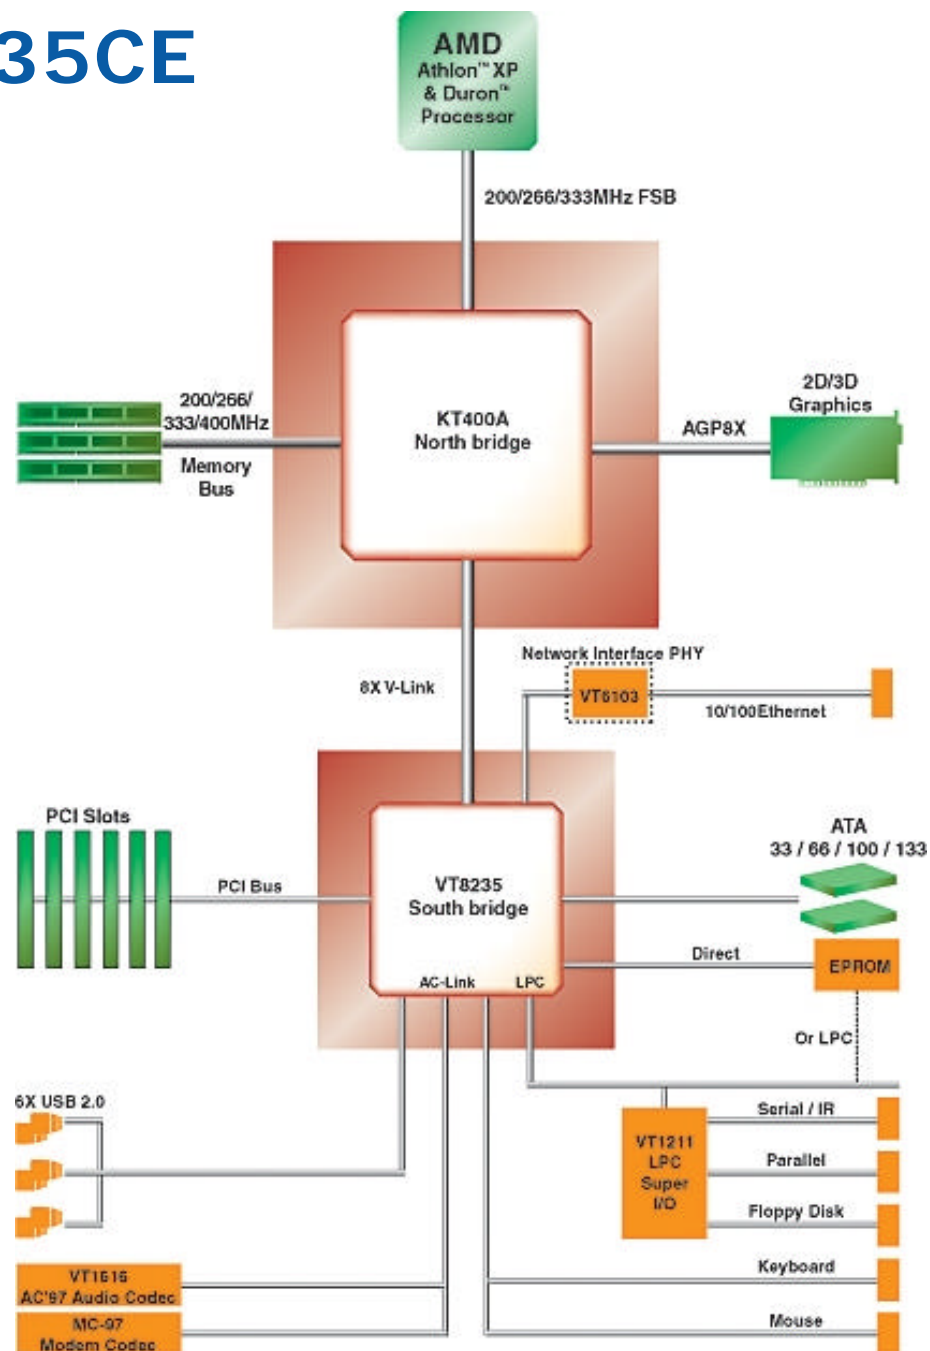 35CE
AMD
Athlon™ XP
& Duron™
Processor
200/266/333MHz FSB
200/266/
333/400MHz
Memory
Bus
KT400A
North bridge
AGP8X
2D/3D
Graphics
8X V-Link
Network Interface PHY
VT6103
10/100Ethernet
PCI Slots
PCI Bus
VT8235
South bridge
AC-Link
LPC
ATA
33 / 66 / 100 / 133
Direct
EPROM
Or LPC
6X USB 2.0
VT1211
LPC
Super
I/O
Serial / IR
Parallel
Floppy Disk
Keyboard
Mouse
VT1616
AC'97 Audio Codec
MC-97
Modem Codec